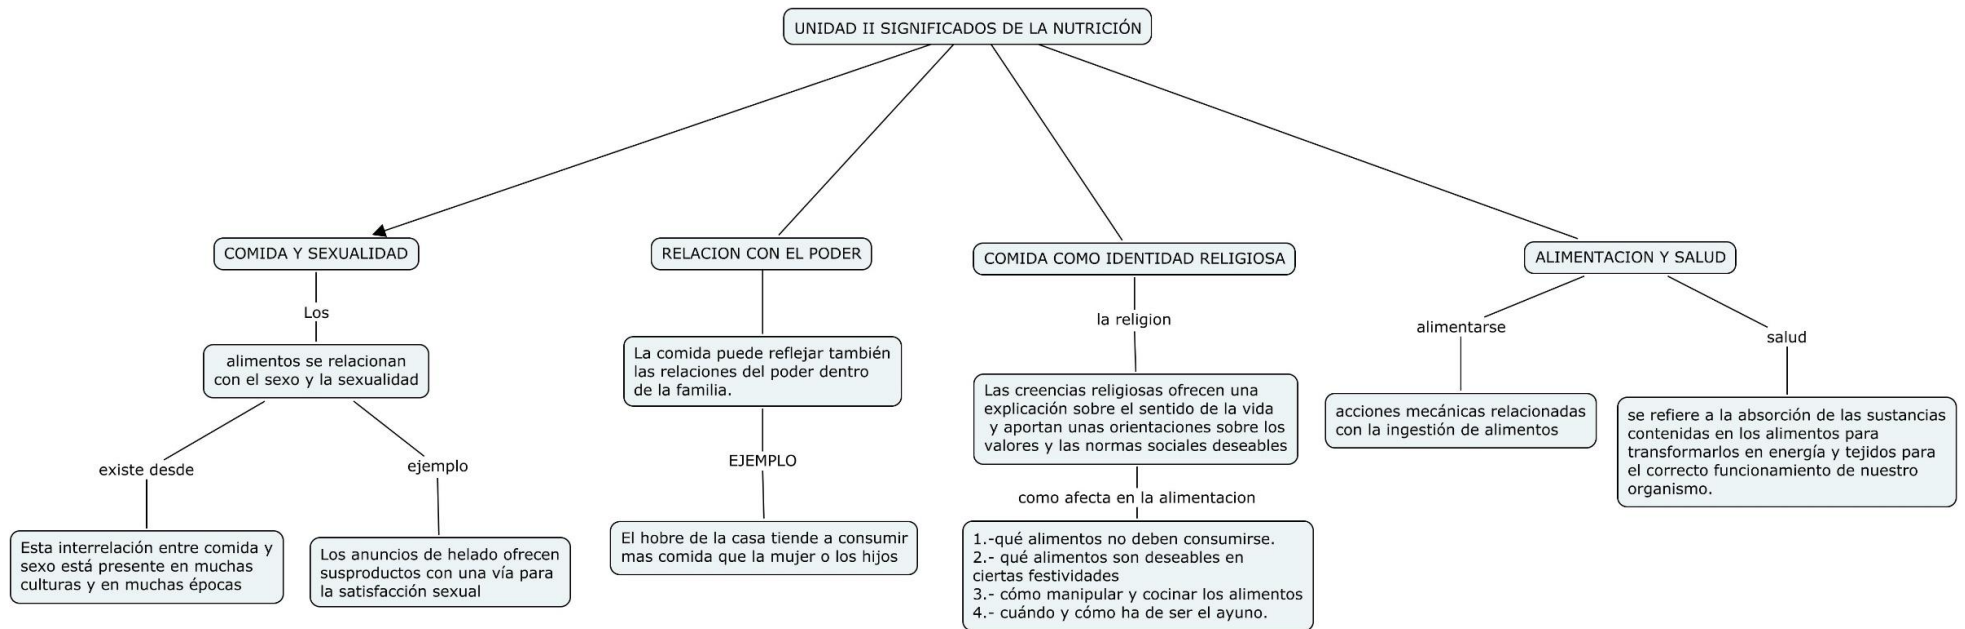 UNIDAD II SIGNIFICADOS DE LA NUTRICIÓN
COMIDA Y SEXUALIDAD
Los
alimentos se relacionan
con el sexo y la sexualidad
existe desde
Esta interrelación entre comida y
sexo está presente en muchas
culturas y en muchas épocas
ejemplo
Los anuncios de helado ofrecen
susproductos con una vía para
la satisfacción sexual
RELACION CON EL PODER
La comida puede reflejar también
las relaciones del poder dentro
de la familia.
EJEMPLO
El hobre de la casa tiende a consumir
mas comida que la mujer o los hijos
COMIDA COMO IDENTIDAD RELIGIOSA
la religion
Las creencias religiosas ofrecen una
explicación sobre el sentido de la vida
y aportan unas orientaciones sobre los
valores y las normas sociales deseables
como afecta en la alimentacion
1.-qué alimentos no deben consumirse.
2.- qué alimentos son deseables en
ciertas festividades
3.- cómo manipular y cocinar los alimentos
4.- cuándo y cómo ha de ser el ayuno.
ALIMENTACION Y SALUD
alimentarse
acciones mecánicas relacionadas
con la ingestión de alimentos
salud
se refiere a la absorción de las sustancias
contenidas en los alimentos para
transformarlos en energía y tejidos para
el correcto funcionamiento de nuestro
organismo.